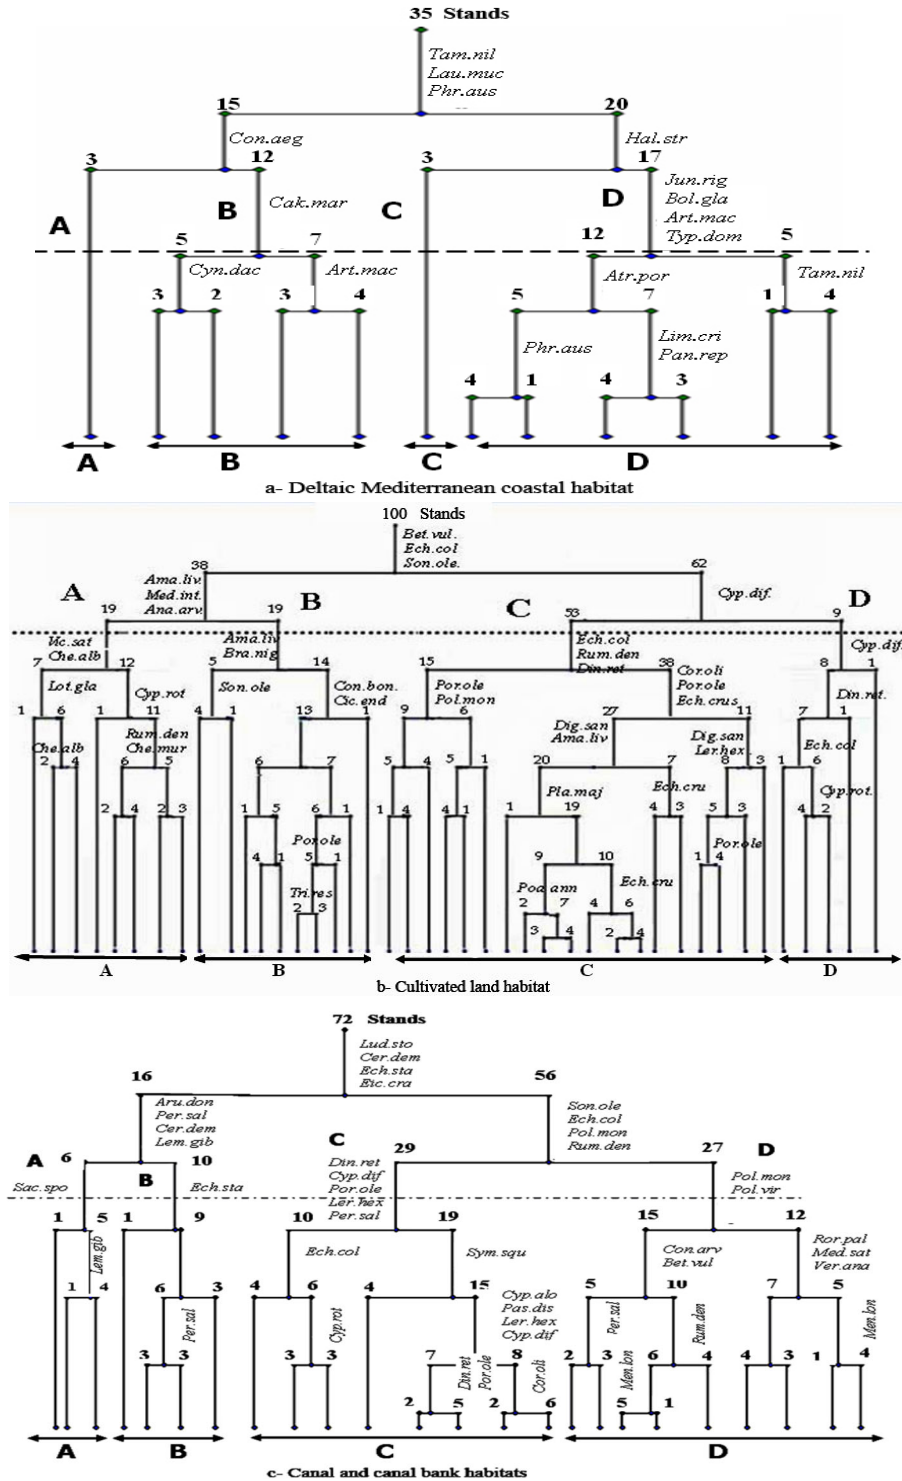 35 Stands
Tam.nil
Lau.muc
Phr.aus
15 20
Con.aeg Hal.str
3 12 3 17
Cak.mar Jun.rig
Bol.gla
Art.mac
Typ.dom
A B C D
5 7 12 5
Cyn.dac Art.mac Atr.por Tam.nil
3 2 3 4 5 7 1 4
Phr.aus Lim.cri
Pan.rep
4 1 4 3
A B C D
a- Deltaic Mediterranean coastal habitat
100 Stands
Bet.vul.
Ech.col
Son.ole.
38 62
Ama.liv.
Med.int.
Ana.arv.
Cyp.dif.
A B C D
19 19 53 9
Vic.sat
Che.alb
Ama.liv
Bra.nig
Ech.col
Rum.den
Din.ret
Cyp.dif.
7 12 5 14 15 38 8 1
Lot.gla Cyp.rot Son.ole Con.bon.
Cic.end
Por.ole
Pol.mon
Cor.oli
Por.ole
Ech.crus
Din.ret.
1 6 1 11 4 1 13 1 9 6 27 11 7 1
Che.alb Rum.den
Che.mur
Dig.san
Ama.liv
Dig.san
Ler.hex
Ech.col
2 4 6 5 6 7 5 4 5 1 20 7 8 3 1 6
Pla.maj Ech.cru Cyp.rot.
2 4 2 3 1 5 6 1 1 4 4 1 1 19 4 3 5 3 4 2
Por.ole Por.ole
4 1 5 1 9 10 1 4
Tri.res Poa.ann Ech.cru
2 3 2 7 4 6
3 4 2 4
A B C D
b- Cultivated land habitat
72 Stands
Lud.sto
Cer.dem
Ech.sta
Eic.cra
16 56
Aru.don
Per.sal
Cer.dem
Lem.gib
Son.ole
Ech.col
Pol.mon
Rum.den
A B C D
6 10 29 27
Sac.spo Ech.sta Din.ret
Cyp.dif
Por.ole
Ler.hex
Per.sal
Pol.mon
Pol.vir
1 5 1 9 10 19 15 12
Lem.gib Ech.col Sym.squ Con.arv
Bet.vul
Ror.pal
Med.sat
Ver.ana
1 4 6 3 4 6 4 15 5 10 7 5
Per.sal Cyp.rot Cyp.alo
Pas.dis
Ler.hex
Cyp.dif
Per.sal Rum.den Men.lon
3 3 3 3 7 8 2 3 6 4 4 3 1 4
Din.ret
Por.ole
Cor.oli Men.lon
2 5 2 6 5 1
A B C D
c- Canal and canal bank habitats